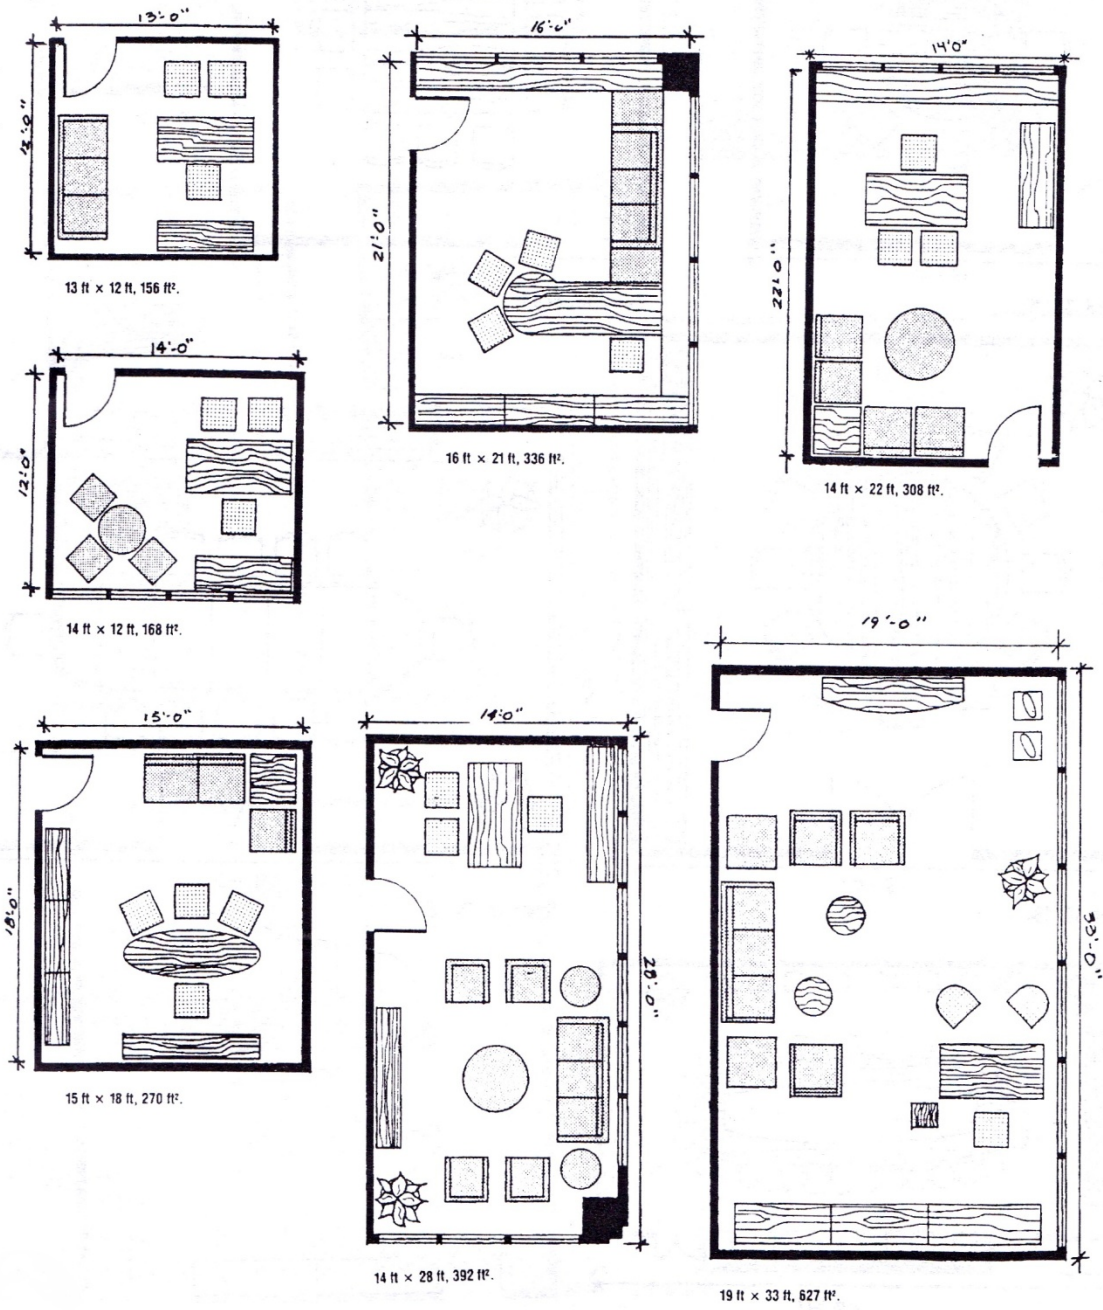 13'-0"
13'-0"
13 ft × 12 ft, 156 ft².
16'-0"
21'-0"
16 ft × 21 ft, 336 ft².
14'0"
22'-0"
14 ft × 22 ft, 308 ft².
14'-0"
12'-0"
14 ft × 12 ft, 168 ft².
15'-0"
18'-0"
15 ft × 18 ft, 270 ft².
14'-0"
28'-0"
14 ft × 28 ft, 392 ft².
19'-0"
33'-0"
19 ft × 33 ft, 627 ft².